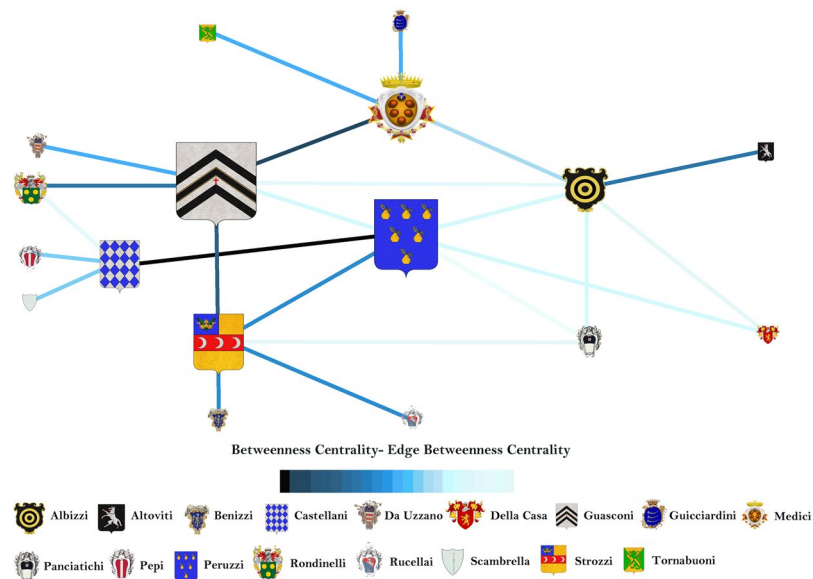 Betweenness Centrality- Edge Betweenness Centrality
Albizzi Altoviti Benizzi Castellani Da Uzzano Della Casa Guasconi Guicciardini Medici
Panciatichi Pepi Peruzzi Rondinelli Rucellai Scambrella Strozzi Tornabuoni